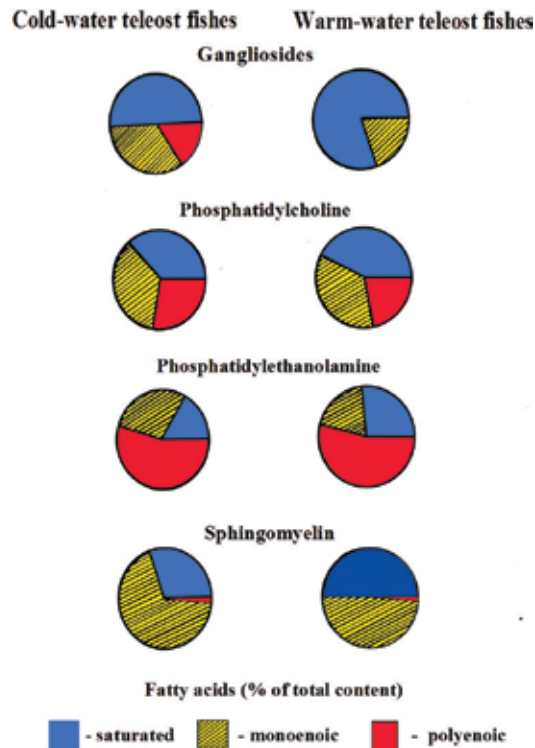 Cold-water teleost fishes Warm-water teleost fishes
Gangliosides
Phosphatidylcholine
Phosphatidylethanolamine
Sphingomyelin
Fatty acids (% of total content)
- saturated - monoenoic - polyenoic